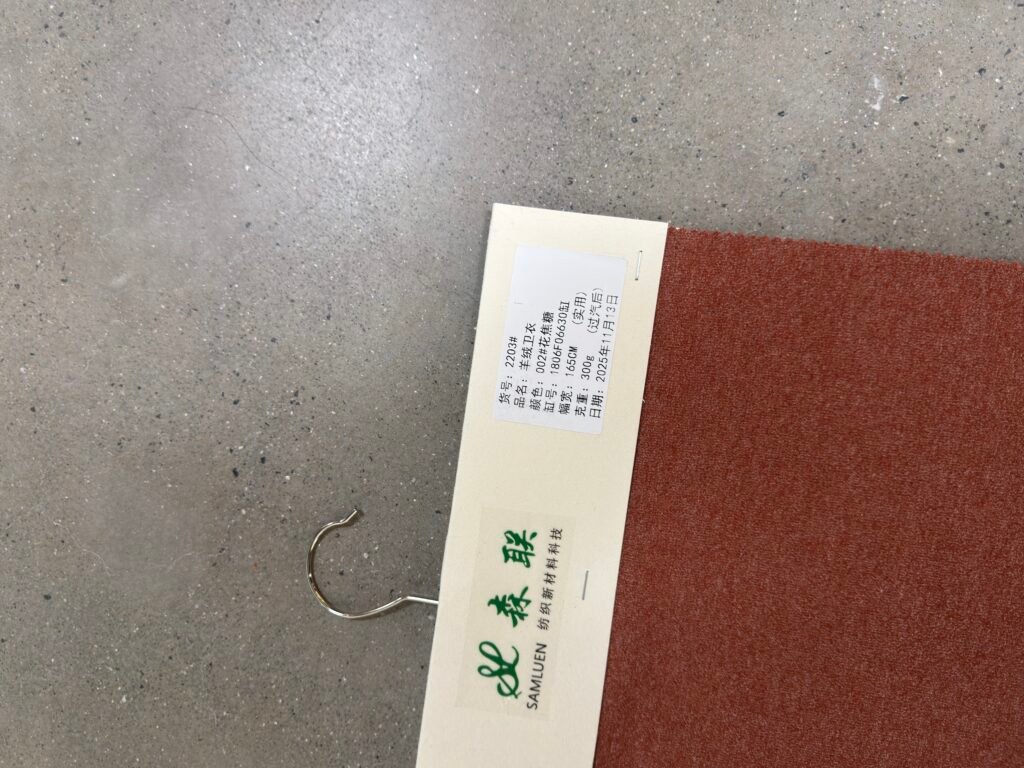 货号: 2203#
品名: 羊绒卫衣
颜色: 002#花焦糖
缸号: 1806F06630缸
幅宽: 165CM (实用)
克重: 300g (过汽后)
日期: 2025年11月13日
森联
SAMLUEN 纺织新材料科技